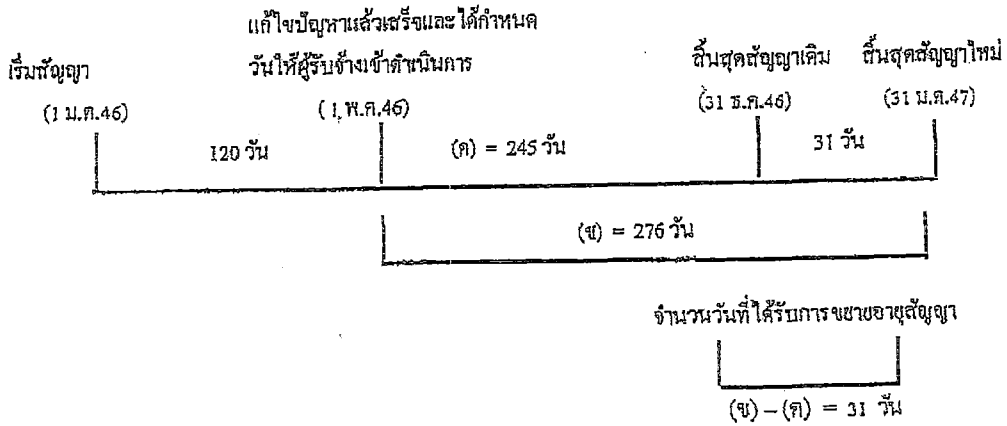 แก้ไขปัญหาแล้วเสร็จและได้กำหนด
เริ่มสัญญา
วันให้ผู้รับจ้างเข้าดำเนินการ
สิ้นสุดสัญญาเดิม
สิ้นสุดสัญญาใหม่
(1 ม.ค.46)
(1 พ.ค.46)
(31 ธ.ค.46)
(31 ม.ค.47)
120 วัน
(ค) = 245 วัน
31 วัน
(ข) = 276 วัน
จำนวนวันที่ได้รับการขยายอายุสัญญา
(ข) – (ค) = 31 วัน